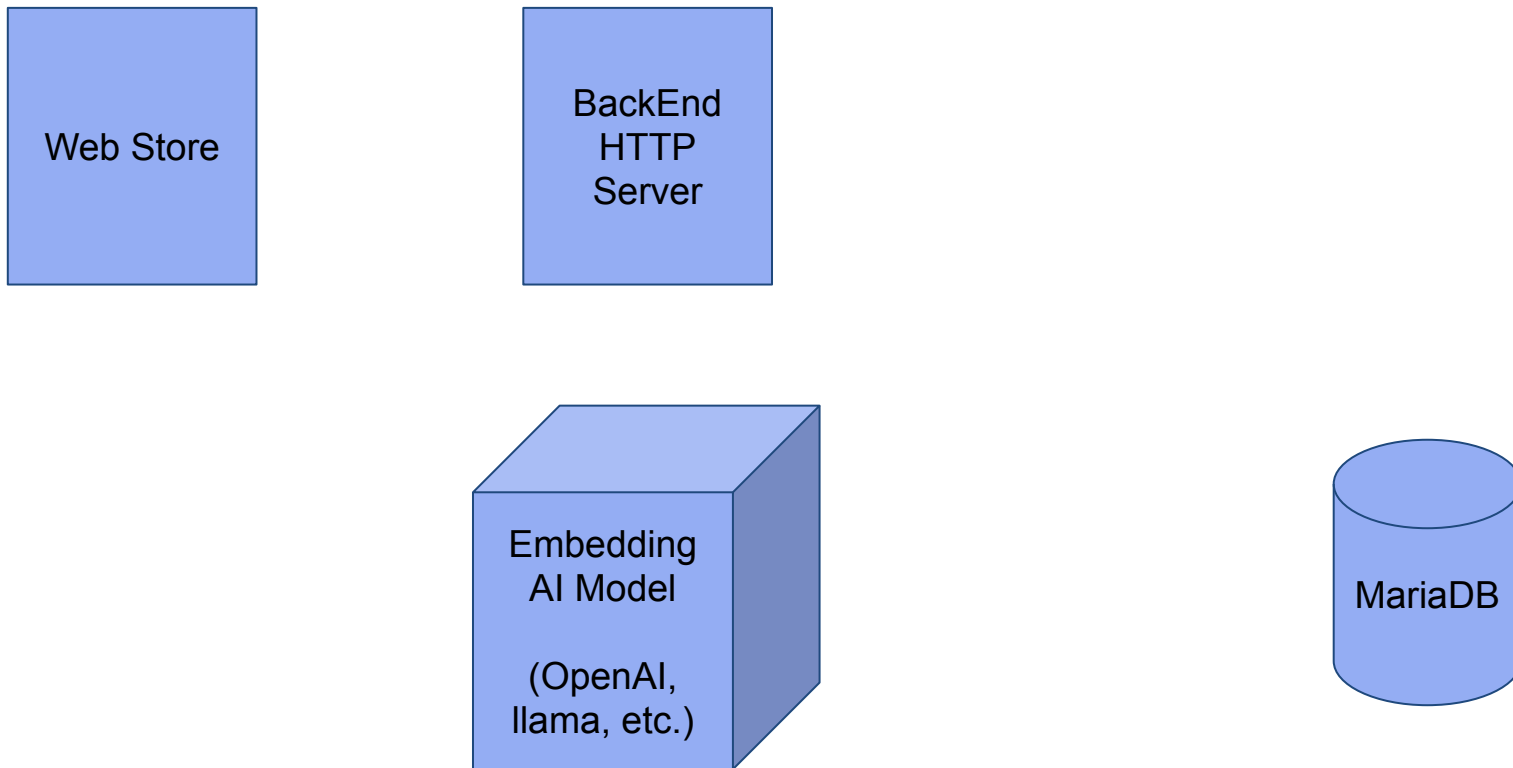 Web Store
BackEnd
HTTP
Server
Embedding
AI Model
(OpenAI,
llama, etc.)
MariaDB